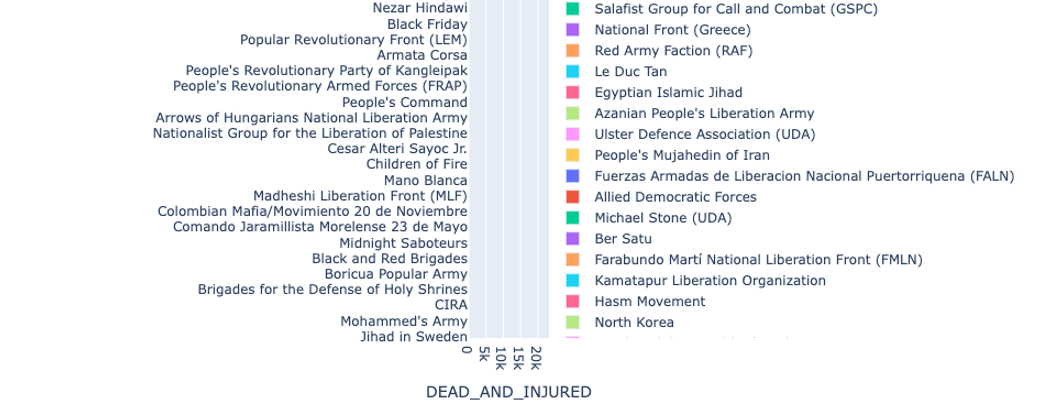 Nezar Hindawi
Black Friday
Popular Revolutionary Front (LEM)
Armata Corsa
People's Revolutionary Party of Kangleipak
People's Revolutionary Armed Forces (FRAP)
People's Command
Arrows of Hungarians National Liberation Army
Nationalist Group for the Liberation of Palestine
Cesar Alteri Sayoc Jr.
Children of Fire
Mano Blanca
Madheshi Liberation Front (MLF)
Colombian Mafia/Movimiento 20 de Noviembre
Comando Jaramillista Morelense 23 de Mayo
Midnight Saboteurs
Black and Red Brigades
Boricua Popular Army
Brigades for the Defense of Holy Shrines
CIRA
Mohammed's Army
Jihad in Sweden
0
5k
10k
15k
20k
DEAD_AND_INJURED
Salafist Group for Call and Combat (GSPC)
National Front (Greece)
Red Army Faction (RAF)
Le Duc Tan
Egyptian Islamic Jihad
Azanian People's Liberation Army
Ulster Defence Association (UDA)
People's Mujahedin of Iran
Fuerzas Armadas de Liberacion Nacional Puertorriquena (FALN)
Allied Democratic Forces
Michael Stone (UDA)
Ber Satu
Farabundo Martí National Liberation Front (FMLN)
Kamatapur Liberation Organization
Hasm Movement
North Korea